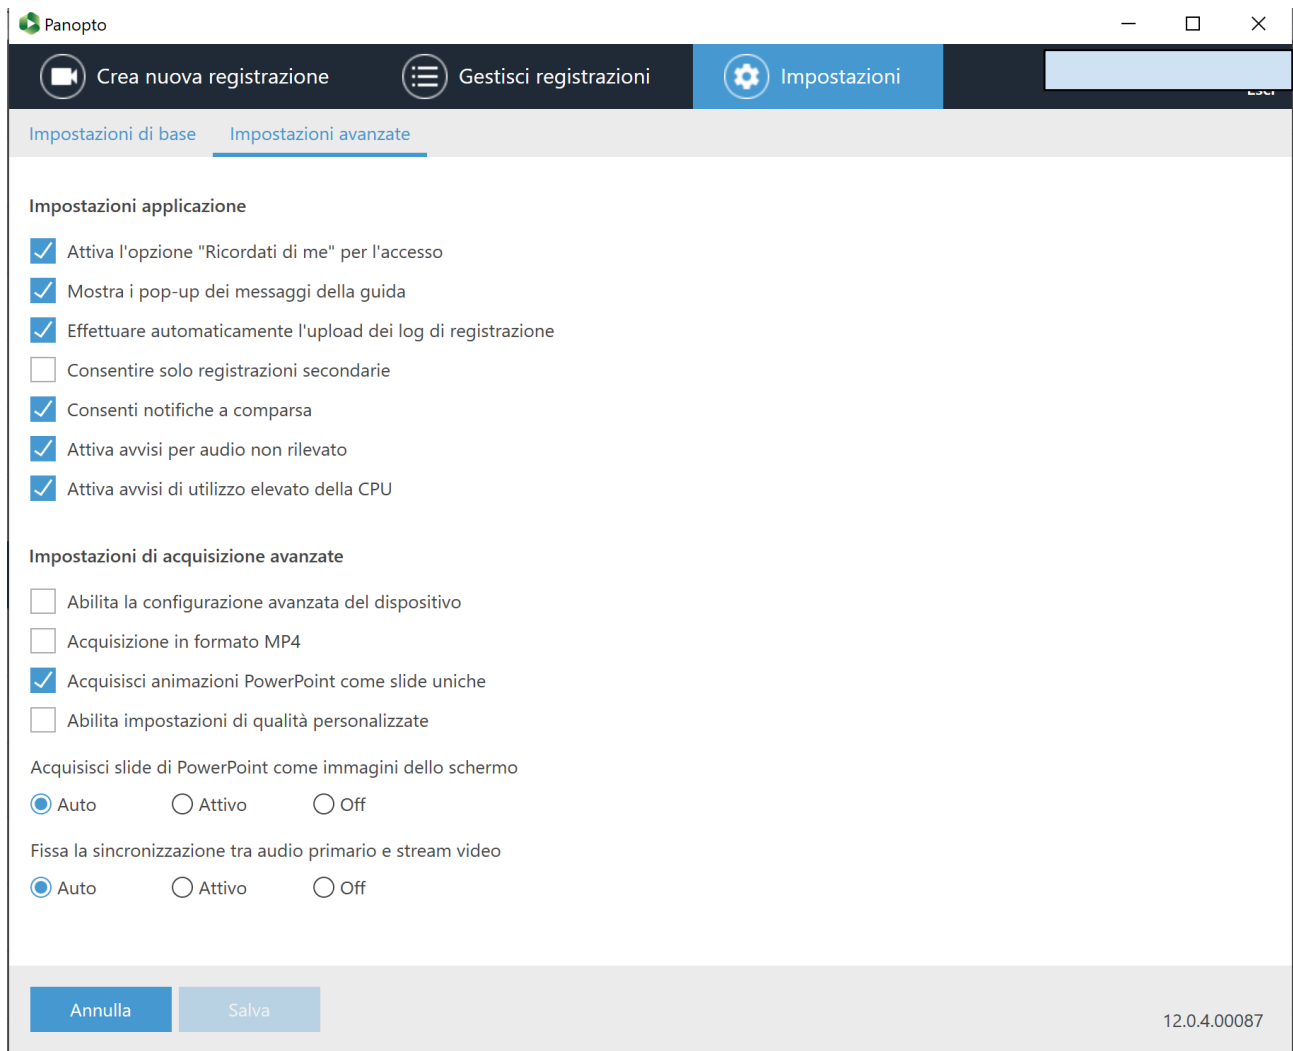 Panopto
Crea nuova registrazione
Gestisci registrazioni
Impostazioni
Impostazioni di base
Impostazioni avanzate
Impostazioni applicazione
Attiva l'opzione "Ricordati di me" per l'accesso
Mostra i pop-up dei messaggi della guida
Effettuare automaticamente l'upload dei log di registrazione
Consentire solo registrazioni secondarie
Consenti notifiche a comparsa
Attiva avvisi per audio non rilevato
Attiva avvisi di utilizzo elevato della CPU
Impostazioni di acquisizione avanzate
Abilita la configurazione avanzata del dispositivo
Acquisizione in formato MP4
Acquisisci animazioni PowerPoint come slide uniche
Abilita impostazioni di qualità personalizzate
Acquisisci slide di PowerPoint come immagini dello schermo
Auto Attivo Off
Fissa la sincronizzazione tra audio primario e stream video
Auto Attivo Off
Annulla
Salva
12.0.4.00087